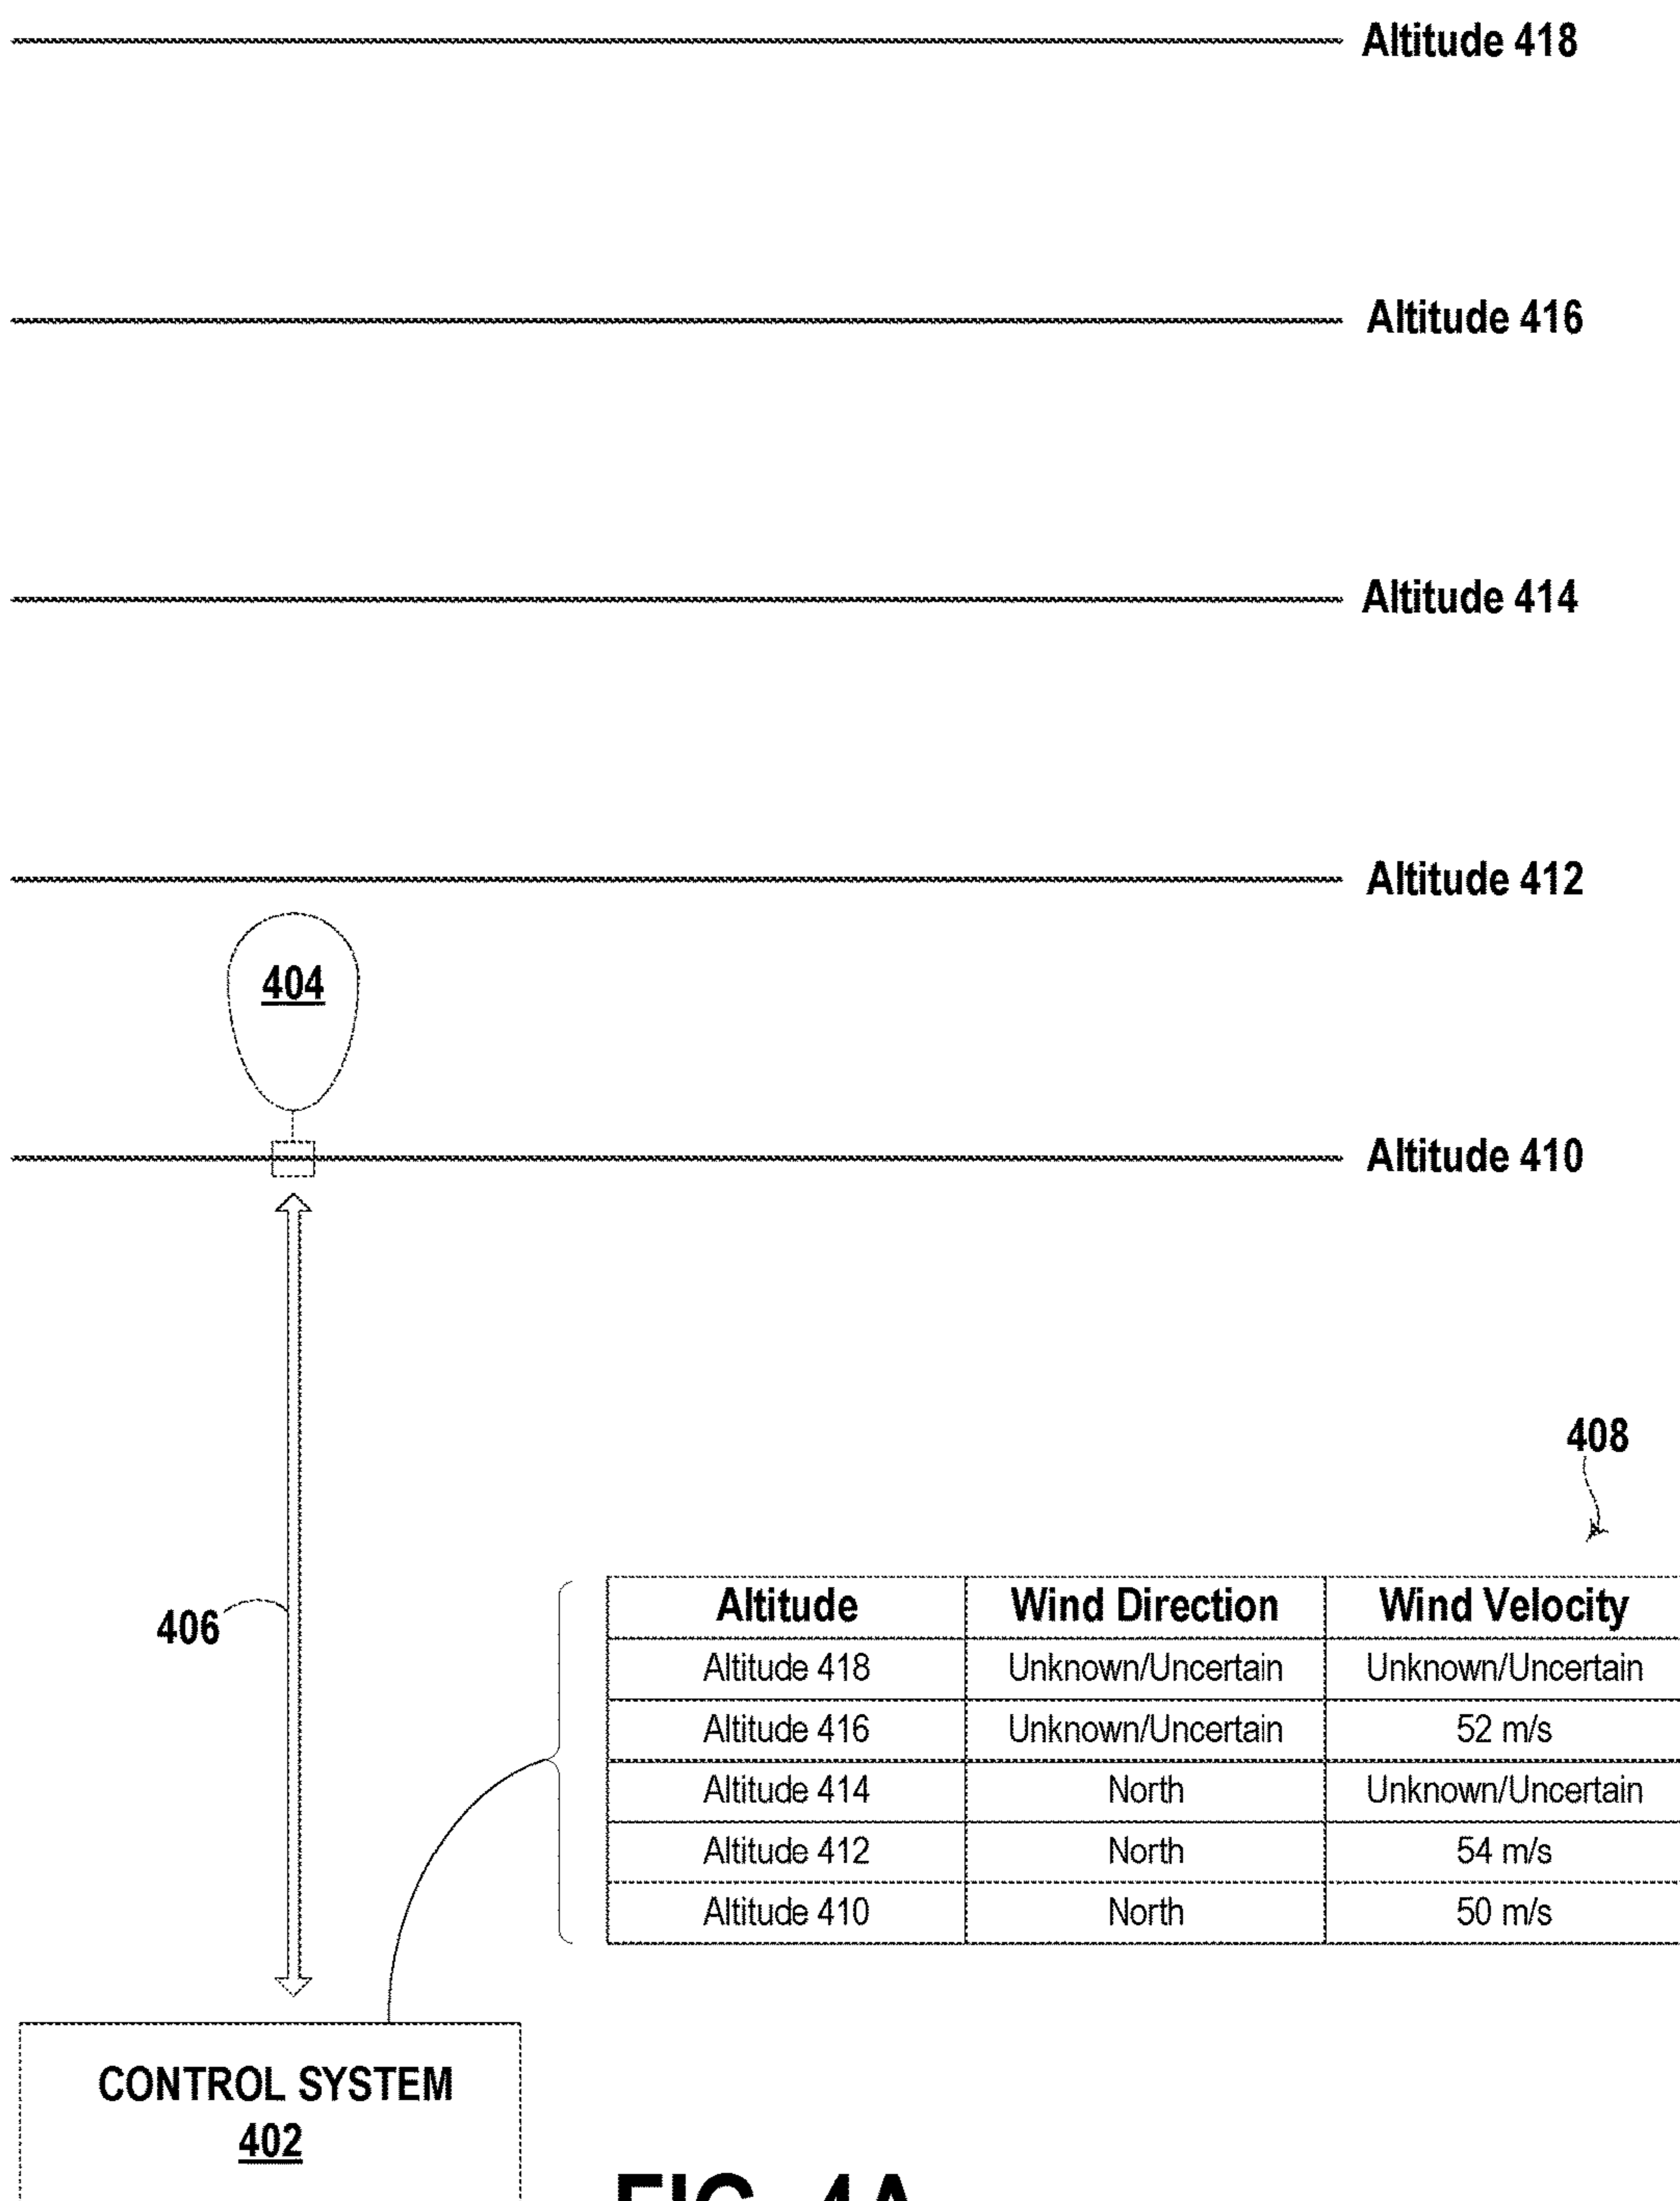 Altitude 418
Altitude 416
Altitude 414
Altitude 412
404
Altitude 410
408
406
Altitude Wind Direction Wind Velocity
Altitude 418 Unknown/Uncertain Unknown/Uncertain
Altitude 416 Unknown/Uncertain 52 m/s
Altitude 414 North Unknown/Uncertain
Altitude 412 North 54 m/s
Altitude 410 North 50 m/s
CONTROL SYSTEM
402
FIG. 4A